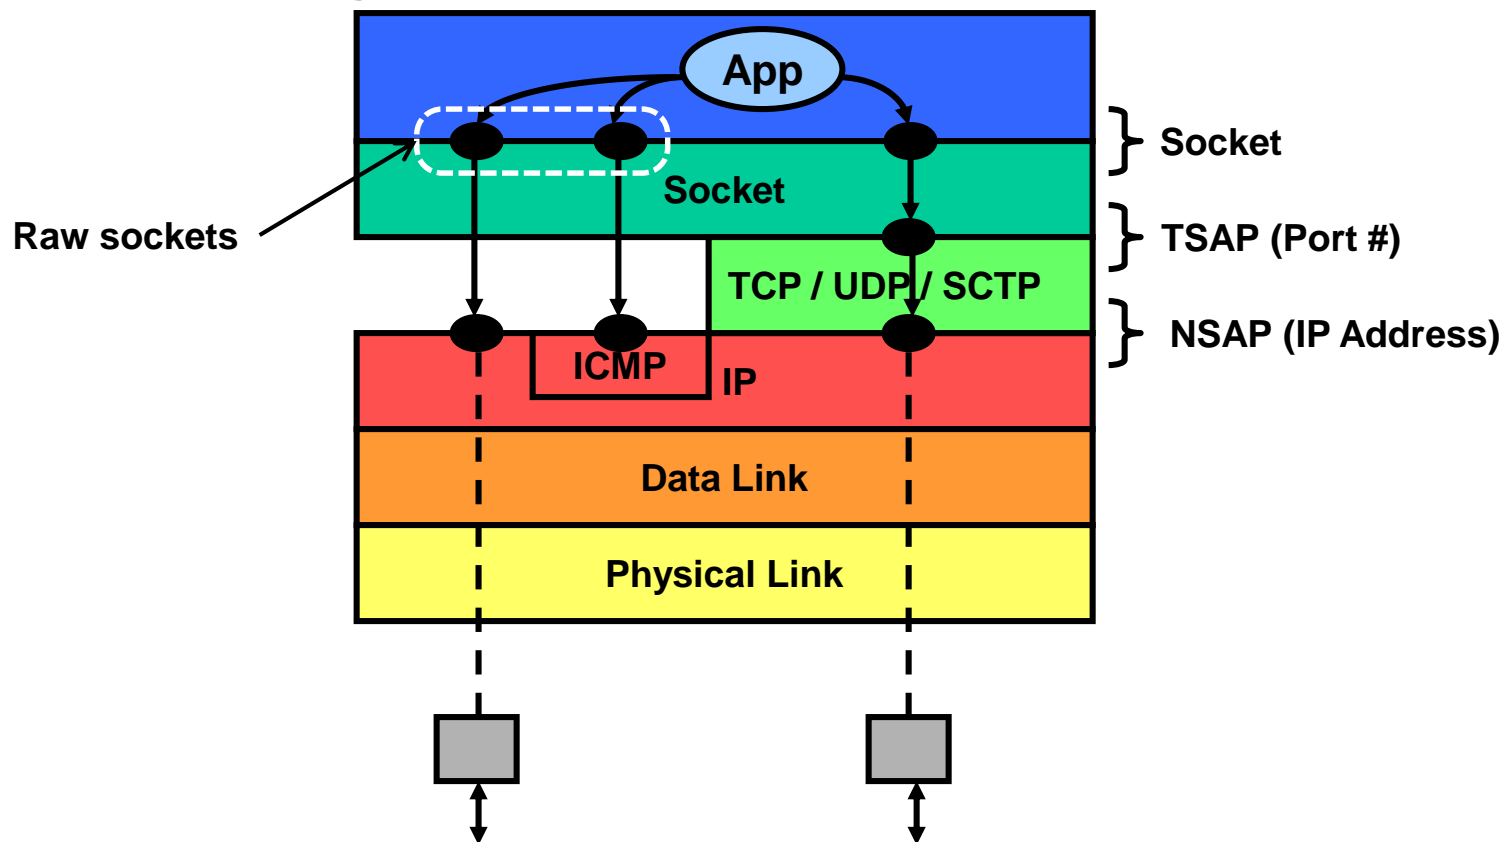 App
Socket
Socket
Raw sockets
TSAP (Port #)
TCP / UDP / SCTP
NSAP (IP Address)
ICMP
IP
Data Link
Physical Link